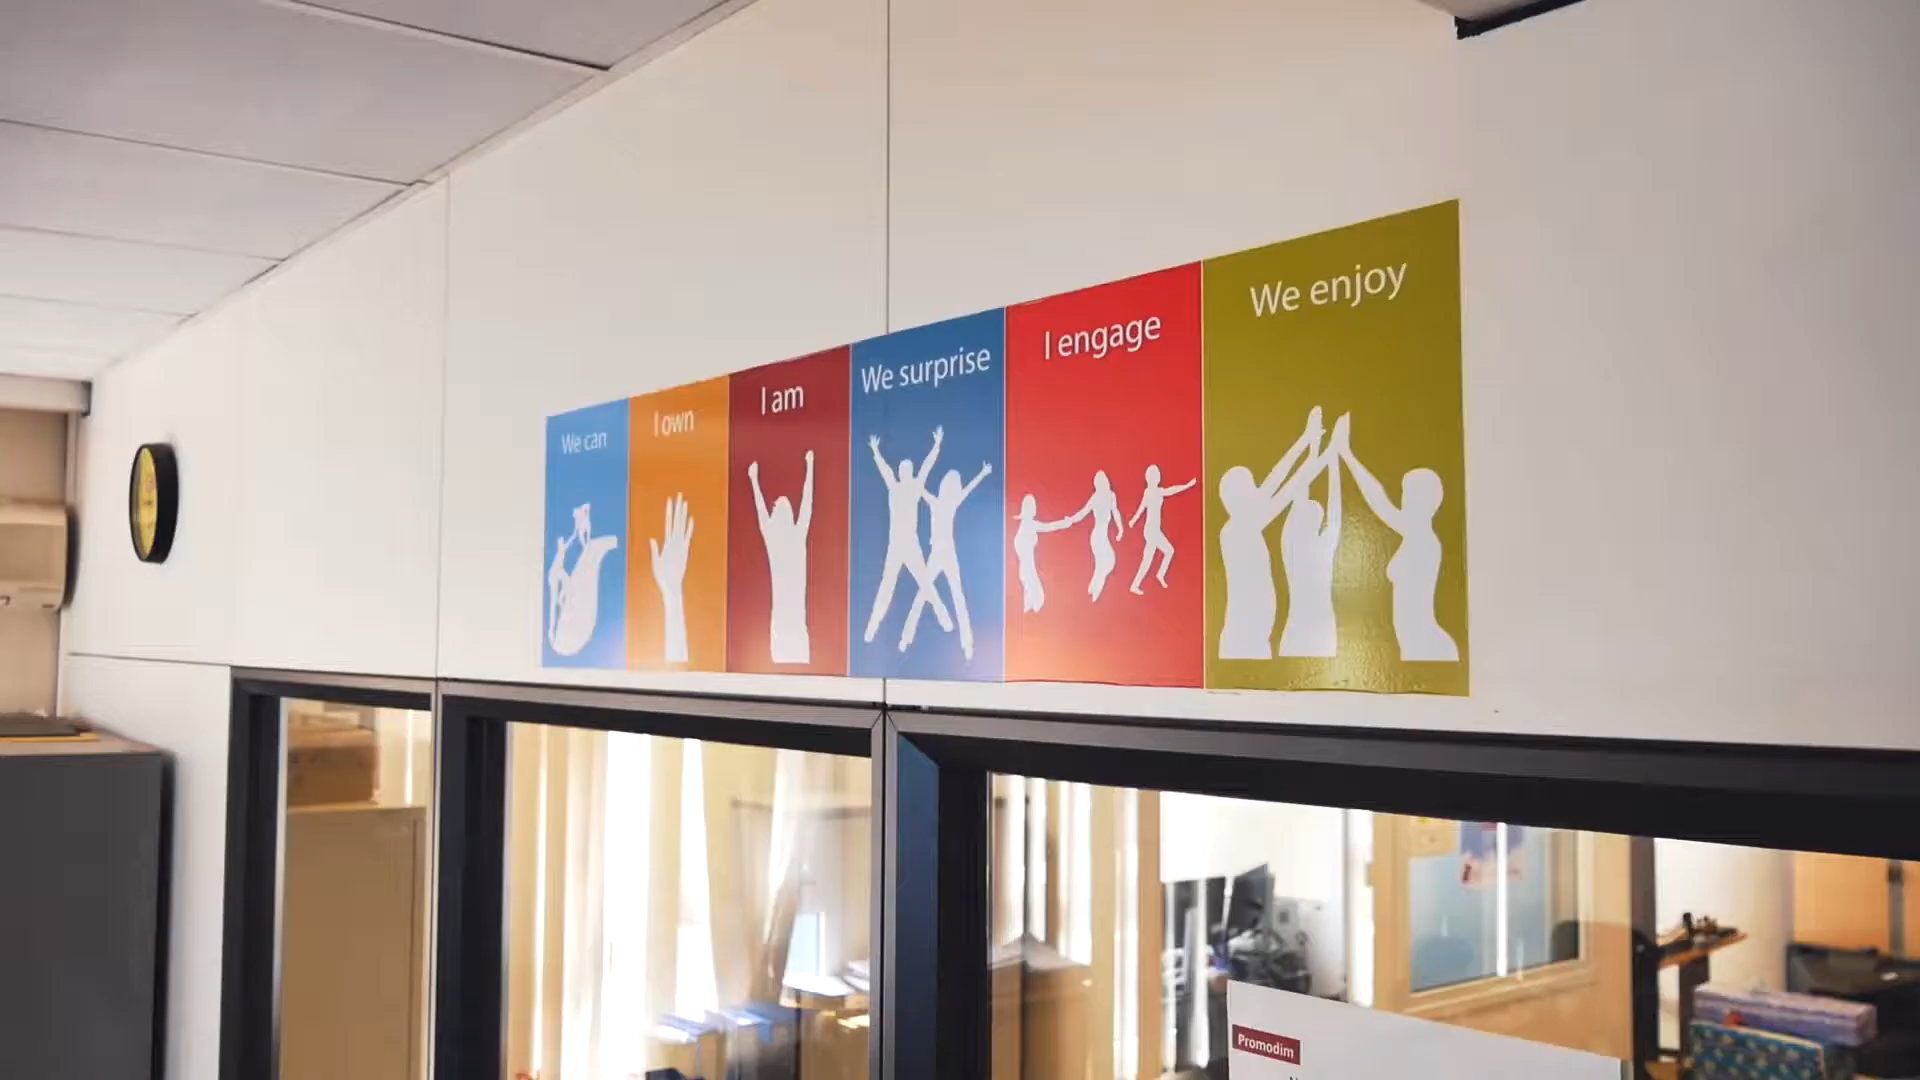 We can
I own
I am
We surprise
I engage
We enjoy
Promodim